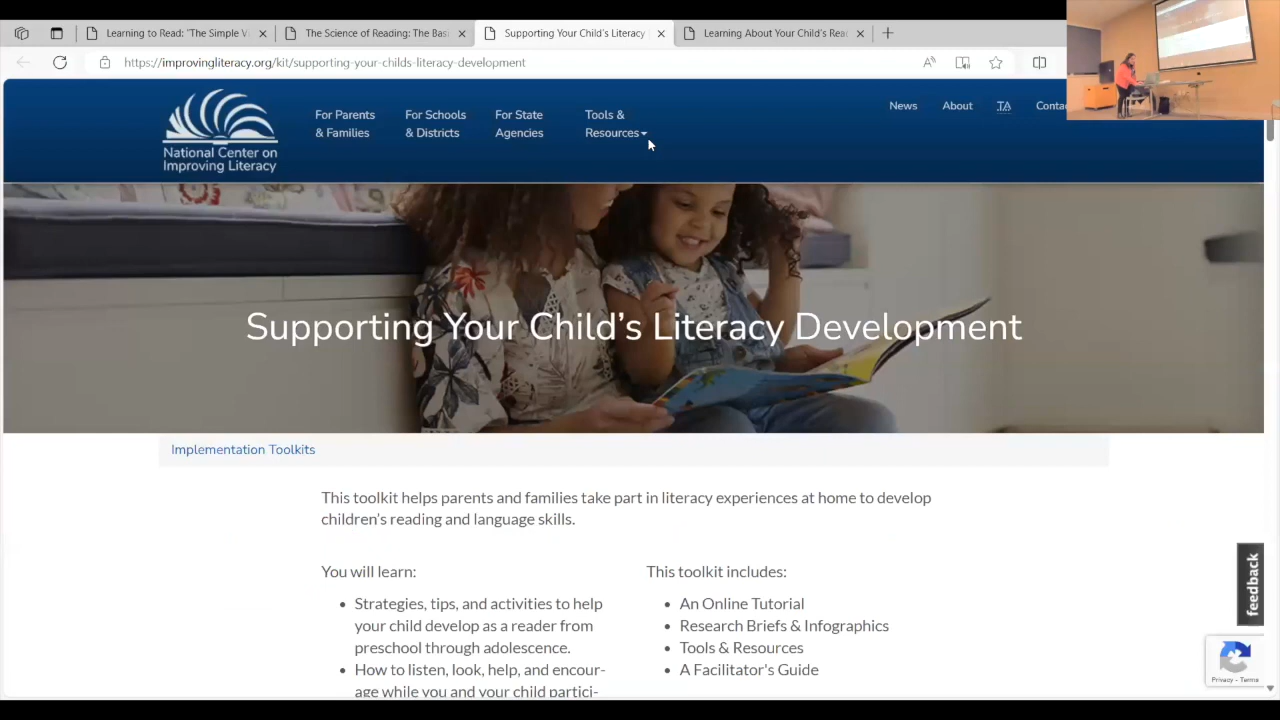 Learning to Read: "The Simple V
The Science of Reading: The Bas
Supporting Your Child's Literacy
Learning About Your Child's Rea
https://improvingliteracy.org/kit/supporting-your-childs-literacy-development
National Center on
Improving Literacy
For Parents
& Families
For Schools
& Districts
For State
Agencies
Tools &
Resources
News
About
TA
Conta
Supporting Your Child's Literacy Development
Implementation Toolkits
This toolkit helps parents and families take part in literacy experiences at home to develop
children's reading and language skills.
You will learn:
Strategies, tips, and activities to help
your child develop as a reader from
preschool through adolescence.
How to listen, look, help, and encour-
age while you and your child partici-
This toolkit includes:
An Online Tutorial
Research Briefs & Infographics
Tools & Resources
A Facilitator's Guide
feedback
Privacy - Terms